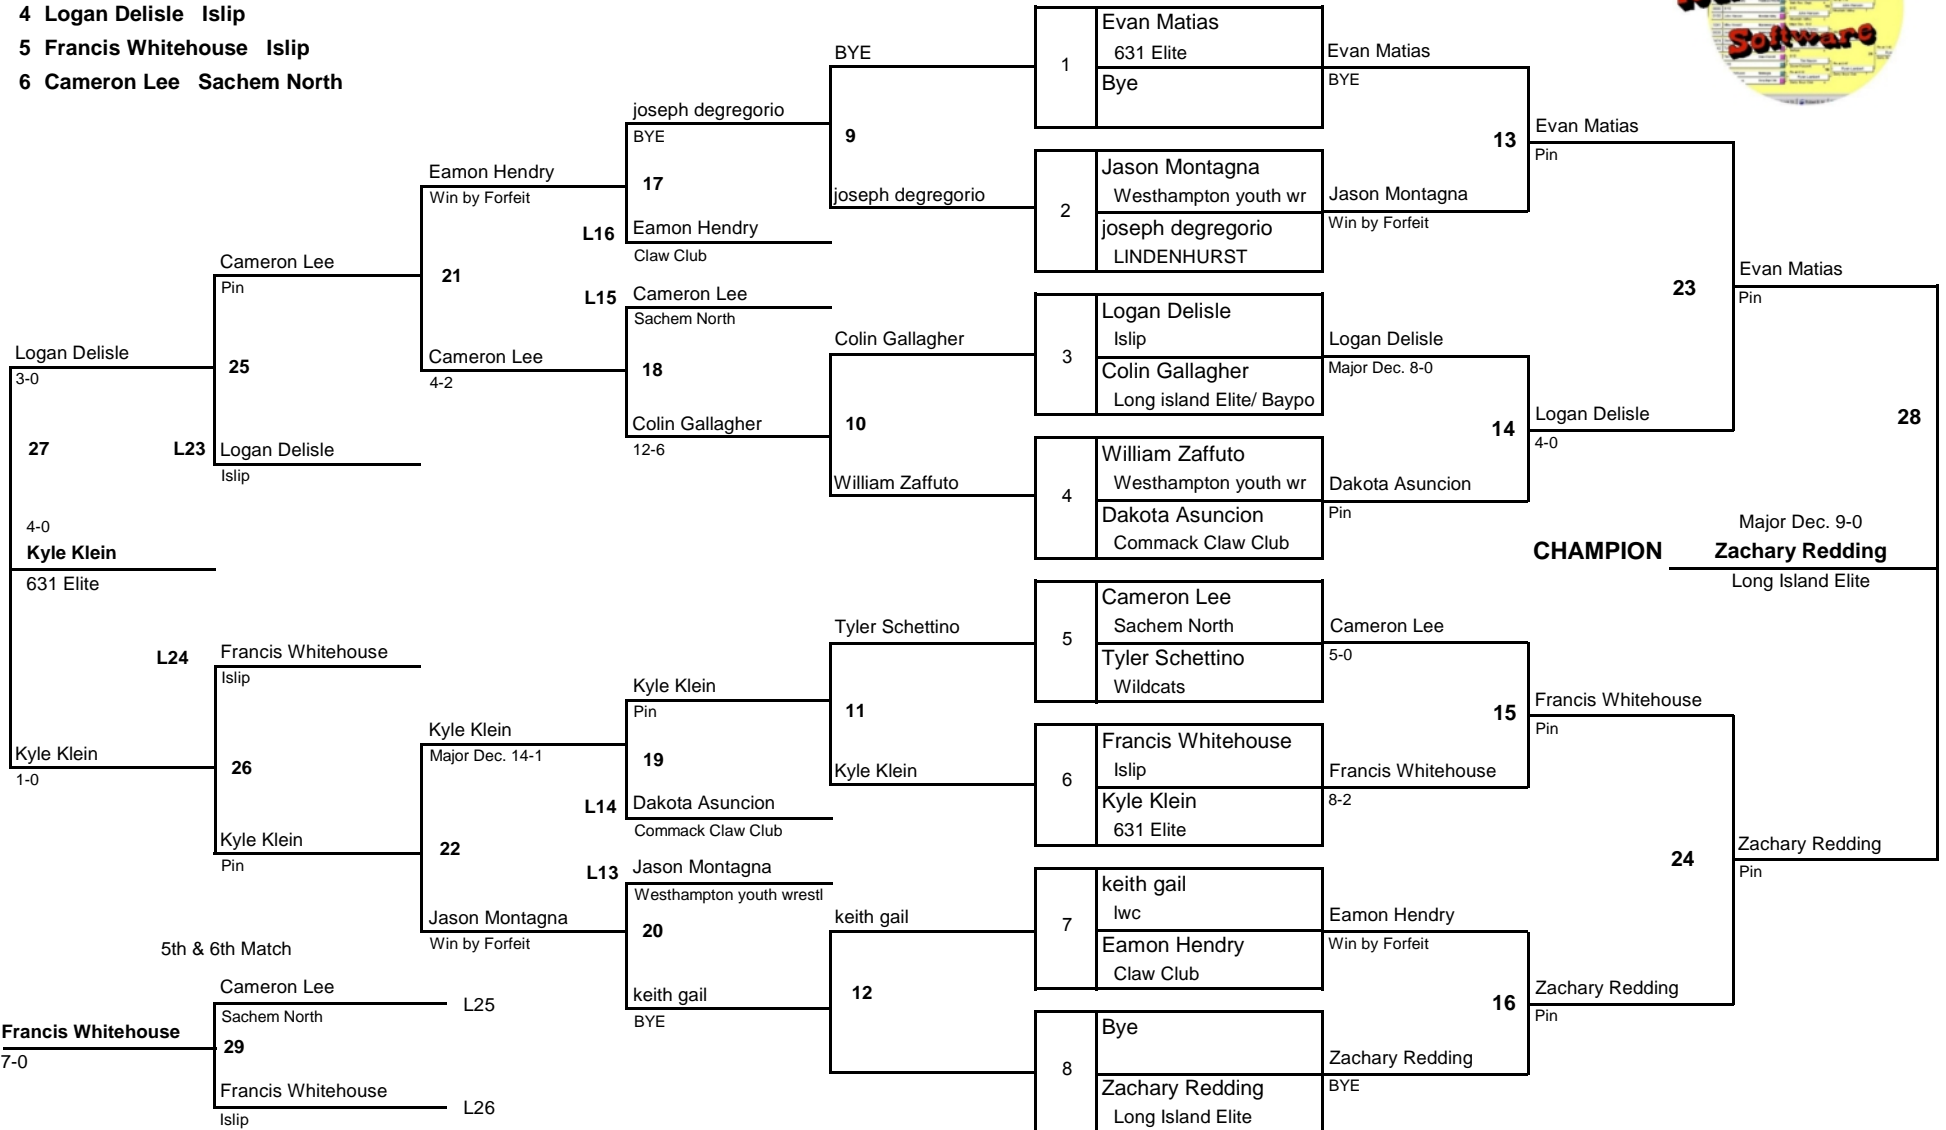 4 Logan Delisle Islip
5 Francis Whitehouse Islip
6 Cameron Lee Sachem North
Software
Logan Delisle
3-0
27
4-0
Kyle Klein
631 Elite
Kyle Klein
1-0
5th & 6th Match
Francis Whitehouse
7-0
Cameron Lee
Pin
25
L23
Logan Delisle
Islip
L24
Francis Whitehouse
Islip
26
Kyle Klein
Pin
Cameron Lee
L25
Sachem North
29
Francis Whitehouse
L26
Islip
Eamon Hendry
Win by Forfeit
21
Cameron Lee
4-2
Kyle Klein
Major Dec. 14-1
22
Jason Montagna
Win by Forfeit
joseph degregorio
BYE
17
L16
Eamon Hendry
Claw Club
L15
Cameron Lee
Sachem North
18
Colin Gallagher
12-6
Kyle Klein
Pin
19
L14
Dakota Asuncion
Commack Claw Club
L13
Jason Montagna
Westhampton youth wrestl
20
keith gail
BYE
BYE
9
joseph degregorio
Colin Gallagher
10
William Zaffuto
Tyler Schettino
11
Kyle Klein
keith gail
12
1
Evan Matias
631 Elite
Bye
2
Jason Montagna
Westhampton youth wr
joseph degregorio
LINDENHURST
3
Logan Delisle
Islip
Colin Gallagher
Long island Elite/ Baypo
4
William Zaffuto
Westhampton youth wr
Dakota Asuncion
Commack Claw Club
5
Cameron Lee
Sachem North
Tyler Schettino
Wildcats
6
Francis Whitehouse
Islip
Kyle Klein
631 Elite
7
keith gail
lwc
Eamon Hendry
Claw Club
8
Bye
Zachary Redding
Long Island Elite
Evan Matias
BYE
13
Jason Montagna
Win by Forfeit
Logan Delisle
Major Dec. 8-0
14
Dakota Asuncion
Pin
Cameron Lee
5-0
15
Francis Whitehouse
8-2
Eamon Hendry
Win by Forfeit
16
Zachary Redding
BYE
Evan Matias
Pin
23
Logan Delisle
4-0
Francis Whitehouse
Pin
24
Zachary Redding
Pin
Evan Matias
Pin
28
Major Dec. 9-0
CHAMPION
Zachary Redding
Long Island Elite
Zachary Redding
Pin